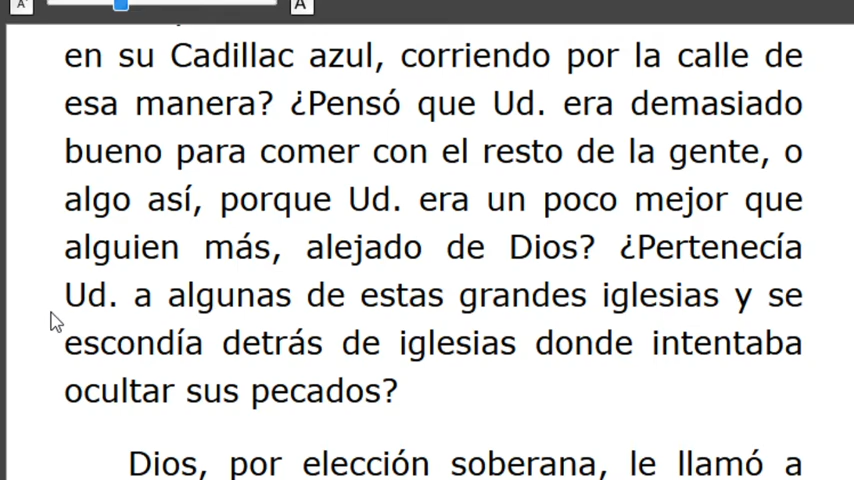 A
A
en su Cadillac azul, corriendo por la calle de
esa manera? ¿Pensó que Ud. era demasiado
bueno para comer con el resto de la gente, o
algo así, porque Ud. era un poco mejor que
alguien más, alejado de Dios? ¿Pertenecía
Ud. a algunas de estas grandes iglesias y se
escondía detrás de iglesias donde intentaba
ocultar sus pecados?
Dios, por elección soberana, le llamó a